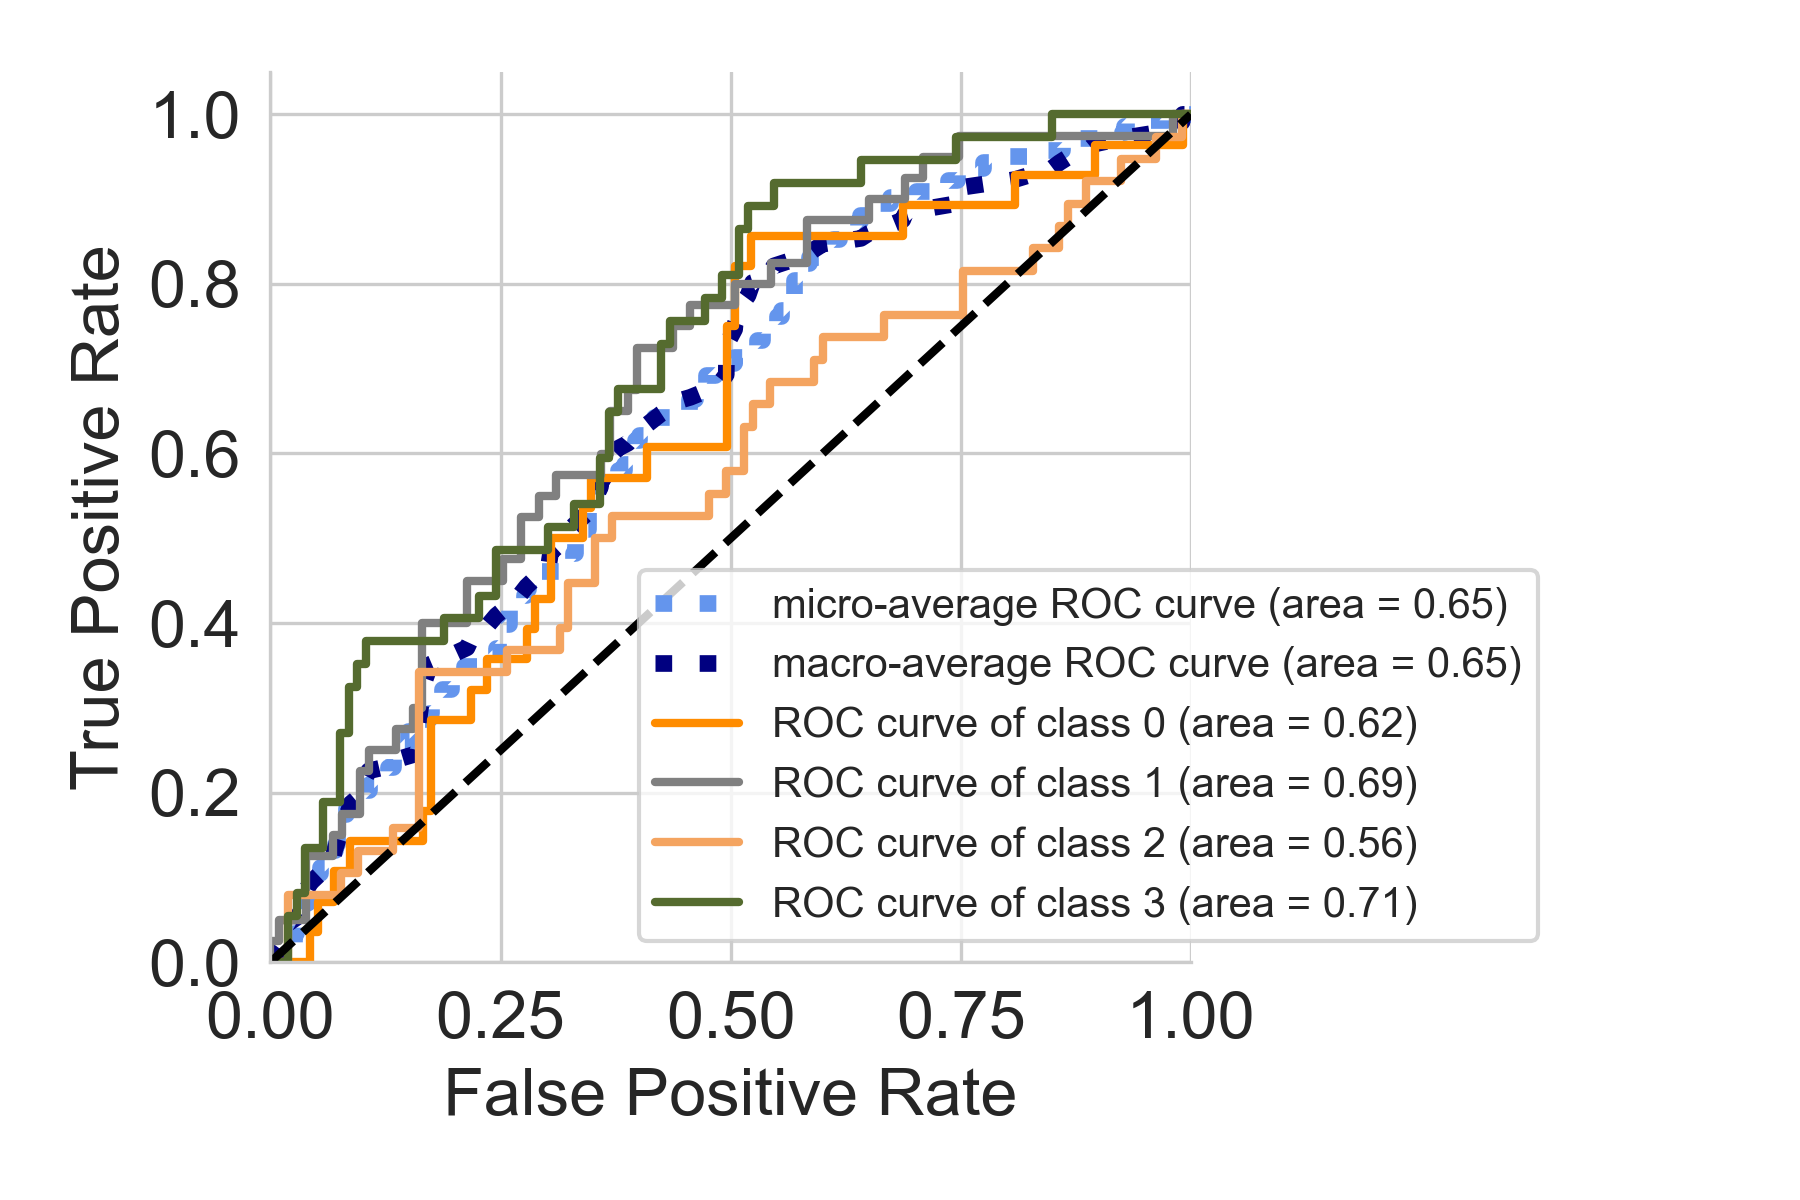 True Positive Rate
1.0
0.8
0.6
0.4
0.2
0.0
micro-average ROC curve (area = 0.65)
macro-average ROC curve (area = 0.65)
ROC curve of class 0 (area = 0.62)
ROC curve of class 1 (area = 0.69)
ROC curve of class 2 (area = 0.56)
ROC curve of class 3 (area = 0.71)
0.00 0.25 0.50 0.75 1.00
False Positive Rate